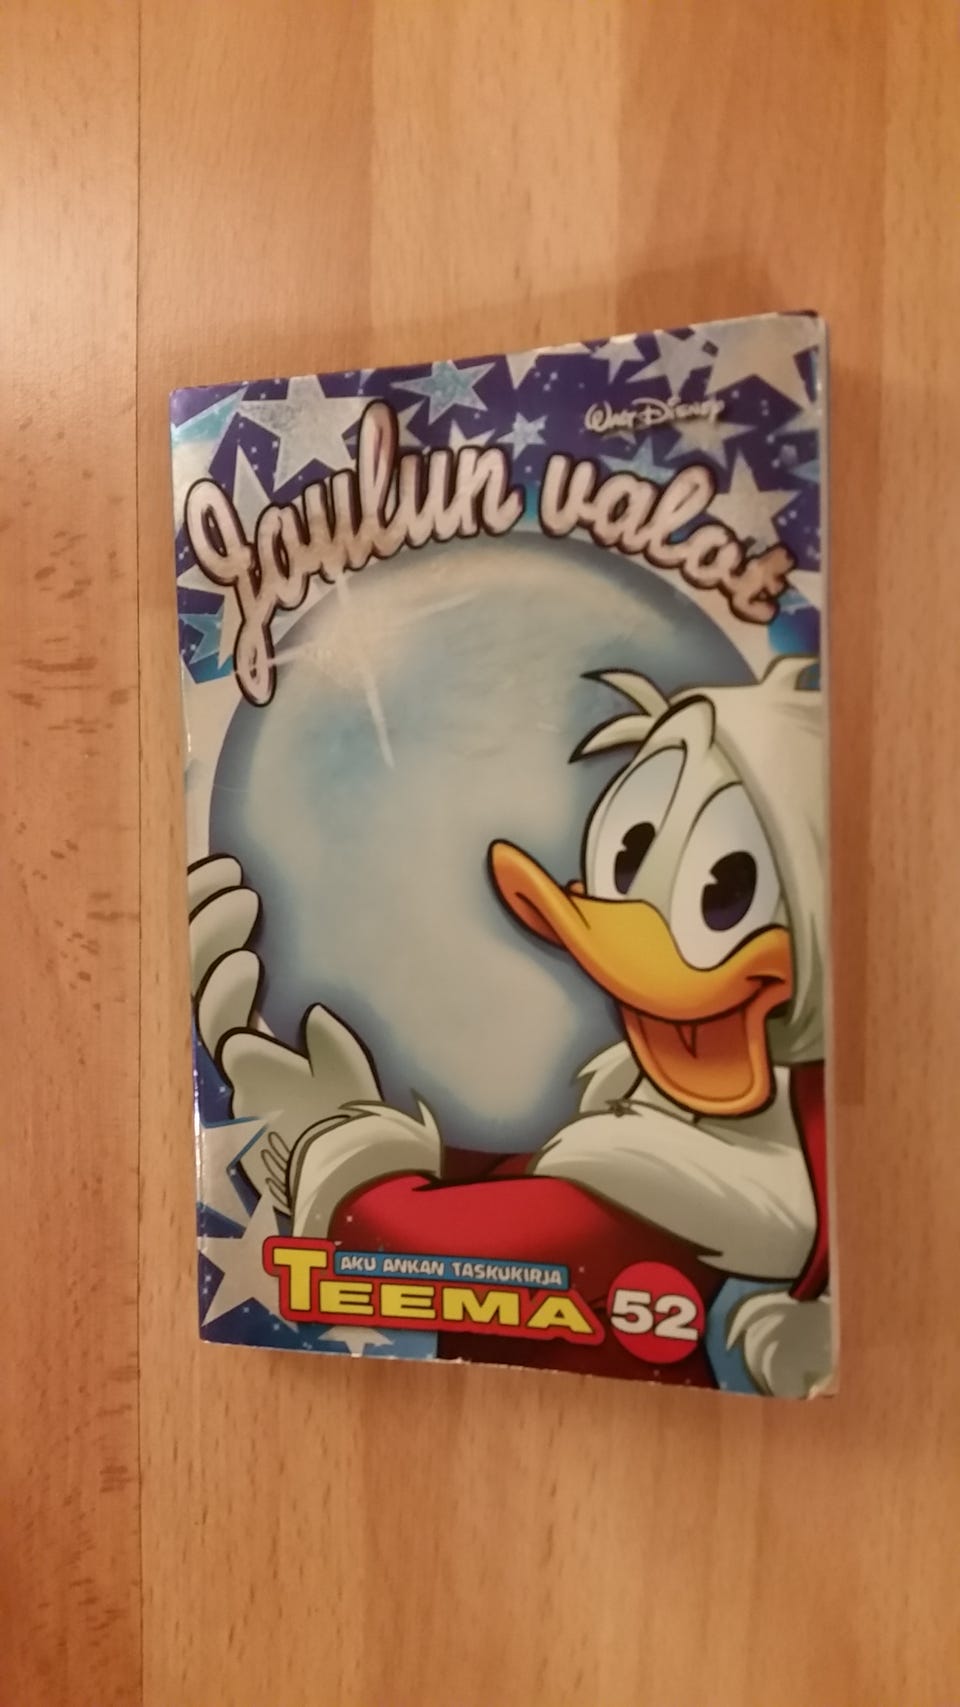 Walt Disney
Joulun valot
AKU ANKAN TASKUKIRJA
TEEMA 52